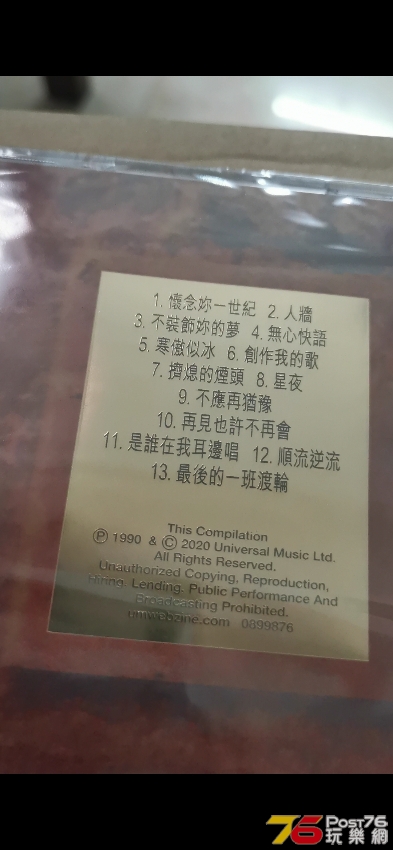 1. 懷念妳一世紀 2. 人牆
3. 不裝飾妳的夢 4. 無心快語
5. 寒傲似冰 6. 創作我的歌
7. 擠熄的煙頭 8. 星夜
9. 不應再猶豫
10. 再見也許不再會
11. 是誰在我耳邊唱 12. 順流逆流
13. 最後的一班渡輪
This Compilation
Ⓟ 1990 & © 2020 Universal Music Ltd.
All Rights Reserved.
Unauthorized Copying, Reproduction,
Hiring, Lending, Public Performance And
Broadcasting Prohibited.
0899876
76 Post76
玩樂網